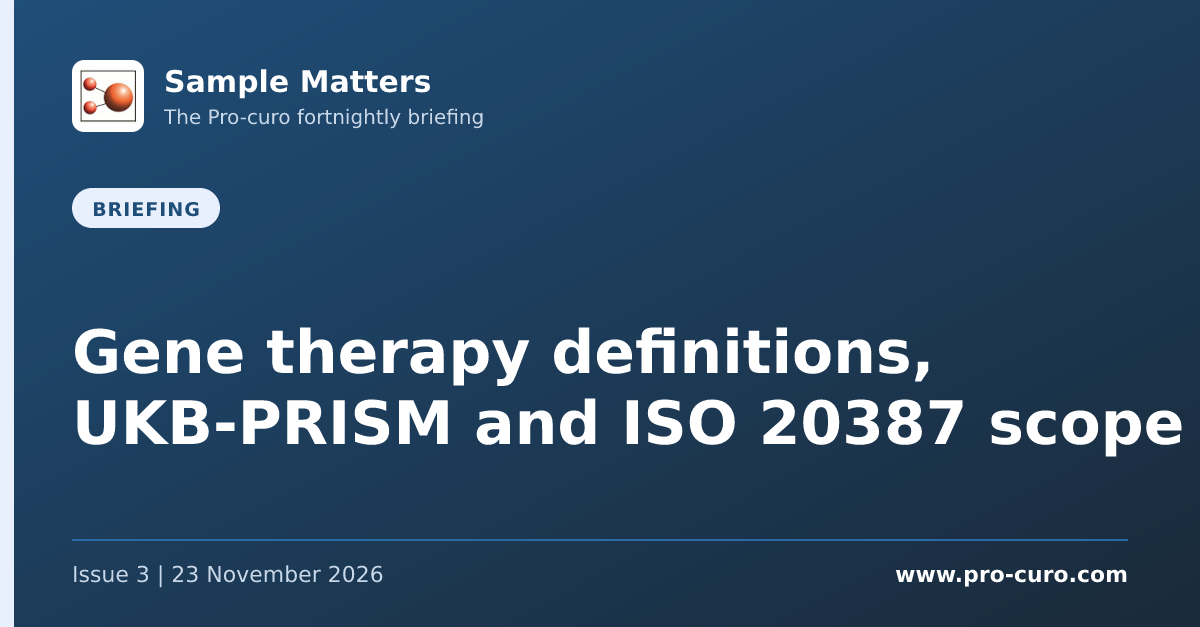 Sample Matters
The Pro-curo fortnightly briefing
BRIEFING
Gene therapy definitions,
UKB-PRISM and ISO 20387 scope
Issue 3 | 23 November 2026
www.pro-curo.com